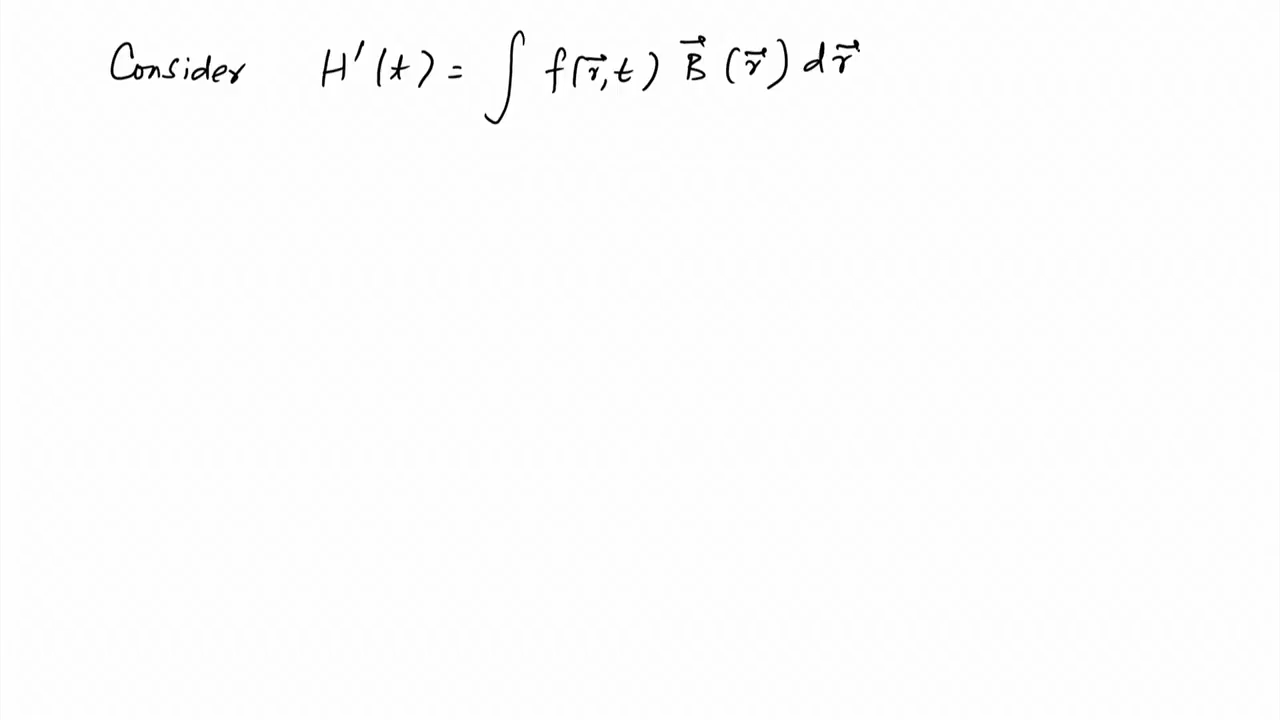 Consider H'(t) = ∫ f(r⃗,t) B⃗(r⃗) dr⃗